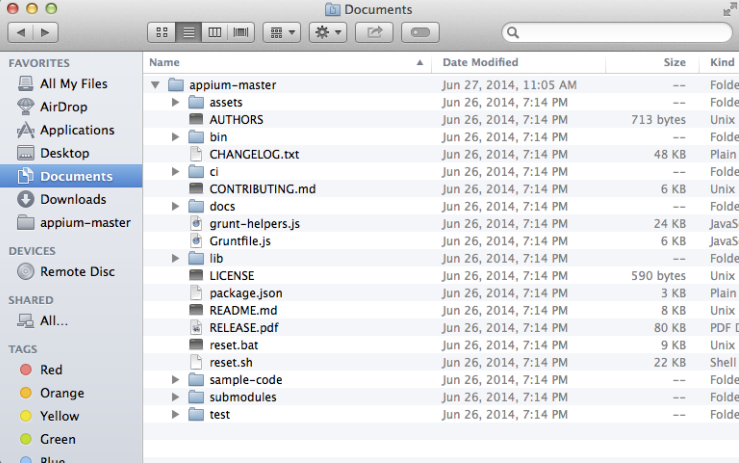 Documents
FAVORITES
All My Files
AirDrop
Applications
Desktop
Documents
Downloads
appium-master
DEVICES
Remote Disc
SHARED
All...
TAGS
Red
Orange
Yellow
Green
Blue
Name Date Modified Size Kind
appium-master Jun 27, 2014, 11:05 AM -- Folde
assets Jun 26, 2014, 7:14 PM -- Folde
AUTHORS Jun 26, 2014, 7:14 PM 713 bytes Unix
bin Jun 26, 2014, 7:14 PM -- Folde
CHANGELOG.txt Jun 26, 2014, 7:14 PM 48 KB Plain
ci Jun 26, 2014, 7:14 PM -- Folde
CONTRIBUTING.md Jun 26, 2014, 7:14 PM 6 KB Unix
docs Jun 26, 2014, 7:14 PM -- Folde
grunt-helpers.js Jun 26, 2014, 7:14 PM 24 KB JavaS
Gruntfile.js Jun 26, 2014, 7:14 PM 6 KB JavaS
lib Jun 26, 2014, 7:14 PM -- Folde
LICENSE Jun 26, 2014, 7:14 PM 590 bytes Unix
package.json Jun 26, 2014, 7:14 PM 3 KB Plain
README.md Jun 26, 2014, 7:14 PM 8 KB Unix
RELEASE.pdf Jun 26, 2014, 7:14 PM 80 KB PDF D
reset.bat Jun 26, 2014, 7:14 PM 9 KB Unix
reset.sh Jun 26, 2014, 7:14 PM 22 KB Shell
sample-code Jun 26, 2014, 7:14 PM -- Folde
submodules Jun 26, 2014, 7:14 PM -- Folde
test Jun 26, 2014, 7:14 PM -- Folde